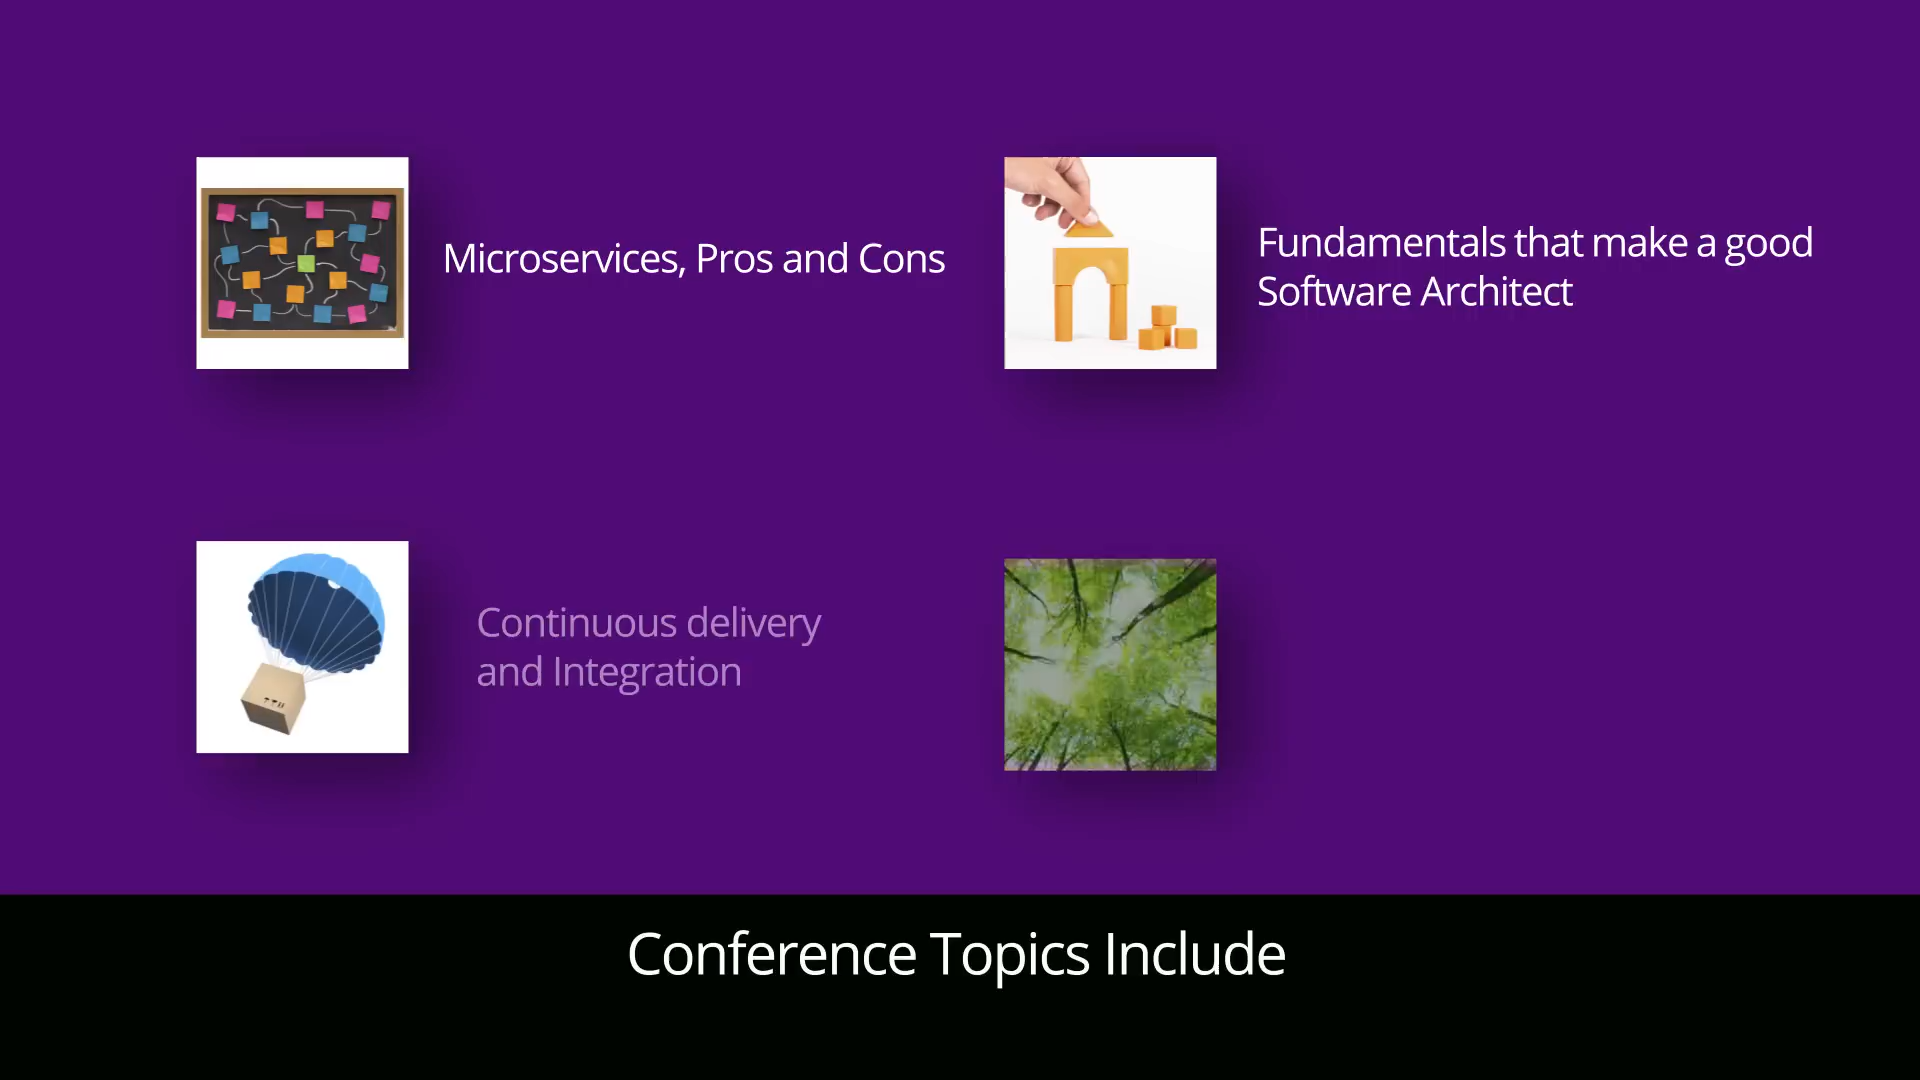 Microservices, Pros and Cons
Fundamentals that make a good
Software Architect
Continuous delivery
and Integration
Conference Topics Include